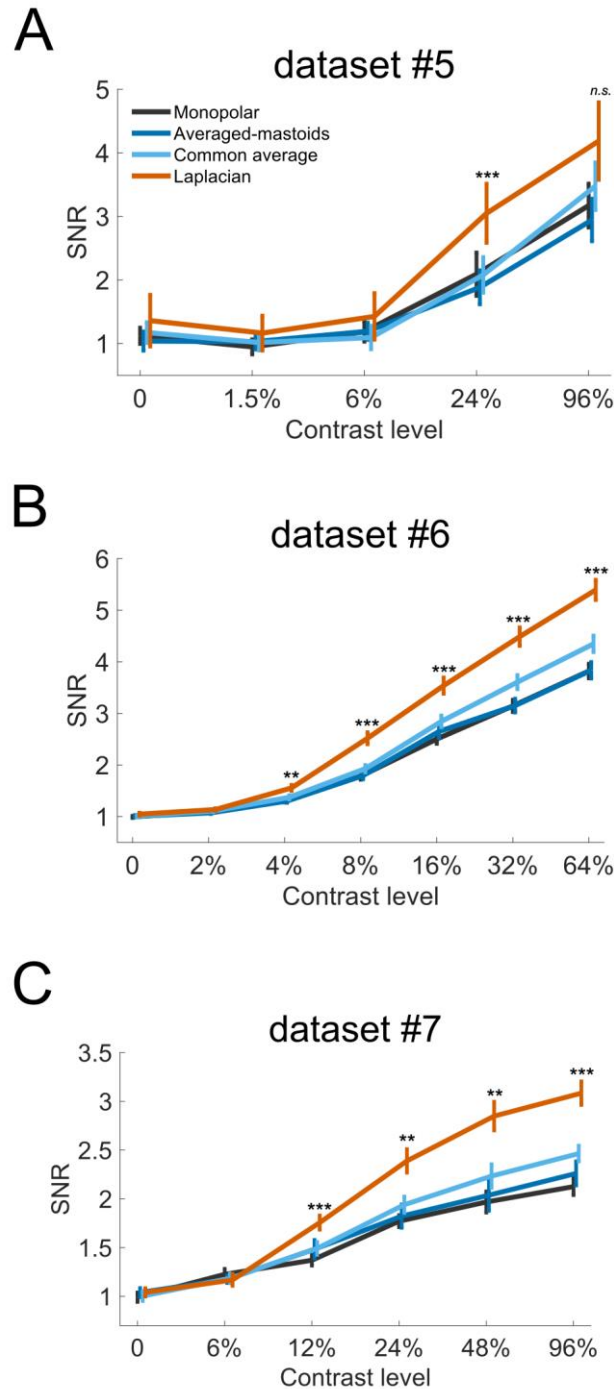 A
dataset #5
5
4
3
2
1
SNR
Monopolar
Averaged-mastoids
Common average
Laplacian
***
n.s.
0 1.5% 6% 24% 96%
Contrast level
B
dataset #6
6
5
4
3
2
1
SNR
**
***
***
***
***
0 2% 4% 8% 16% 32% 64%
Contrast level
C
dataset #7
3.5
3
2.5
2
1.5
1
SNR
***
**
**
***
0 6% 12% 24% 48% 96%
Contrast level